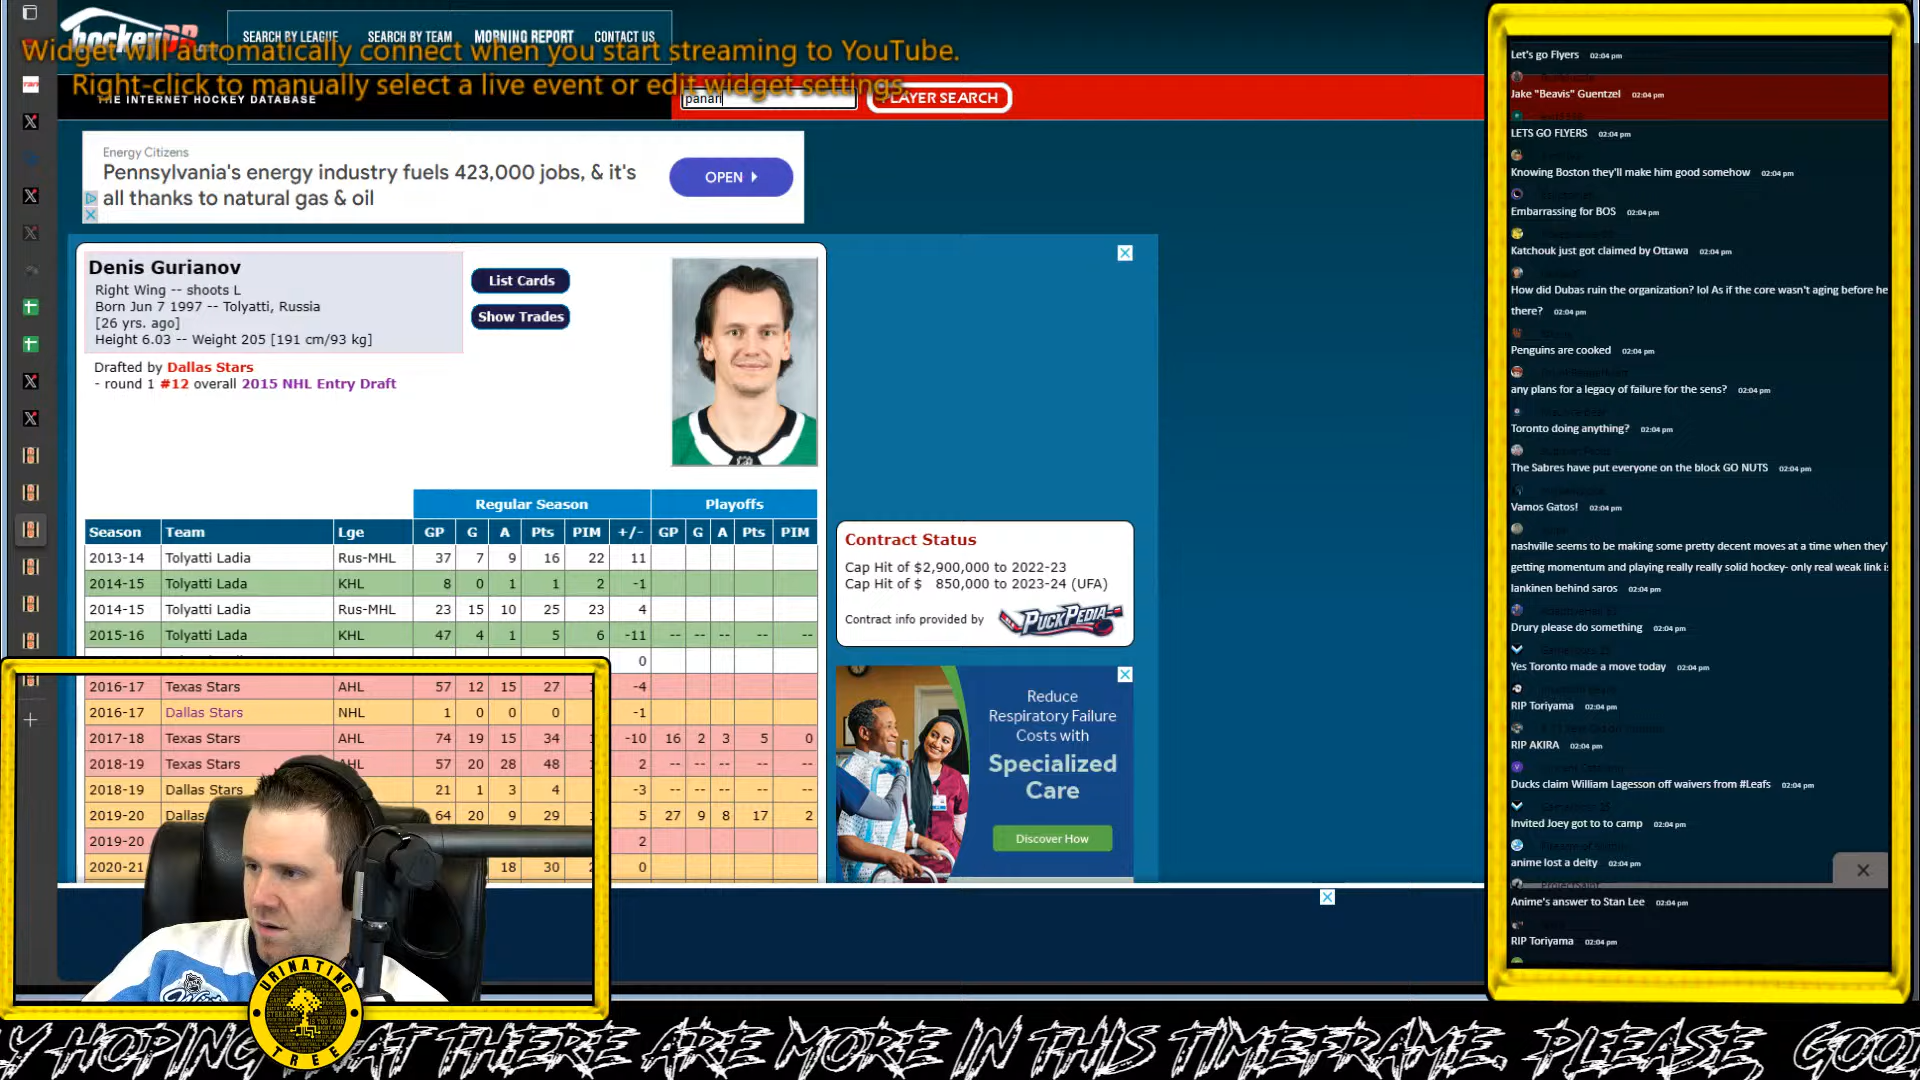 hockeyDB
SEARCH BY LEAGUE SEARCH BY TEAM MORNING REPORT CONTACT US
Widget will automatically connect when you start streaming to YouTube.
Right-click to manually select a live event or edit widget settings.
THE INTERNET HOCKEY DATABASE
panari
PLAYER SEARCH
Energy Citizens
Pennsylvania's energy industry fuels 423,000 jobs, & it's
all thanks to natural gas & oil
OPEN
Denis Gurianov
Right Wing -- shoots L
Born Jun 7 1997 -- Tolyatti, Russia
[26 yrs. ago]
Height 6.03 -- Weight 205 [191 cm/93 kg]
List Cards
Show Trades
Drafted by Dallas Stars
- round 1 #12 overall 2015 NHL Entry Draft
Regular Season Playoffs
Season Team Lge GP G A Pts PIM +/- GP G A Pts PIM
2013-14 Tolyatti Ladia Rus-MHL 37 7 9 16 22 11
2014-15 Tolyatti Lada KHL 8 0 1 1 2 -1
2014-15 Tolyatti Ladia Rus-MHL 23 15 10 25 23 4
2015-16 Tolyatti Lada KHL 47 4 1 5 6 -11 -- -- -- -- --
0
2016-17 Texas Stars AHL 57 12 15 27 -4
2016-17 Dallas Stars NHL 1 0 0 0 -1
2017-18 Texas Stars AHL 74 19 15 34 -10 16 2 3 5 0
2018-19 Texas Stars AHL 57 20 28 48 2 -- -- -- -- --
2018-19 Dallas Stars 21 1 3 4 -3 -- -- -- -- --
2019-20 Dallas 64 20 9 29 5 27 9 8 17 2
2019-20 2
2020-21 18 30 0
Contract Status
Cap Hit of $2,900,000 to 2022-23
Cap Hit of $ 850,000 to 2023-24 (UFA)
Contract info provided by PUCKPEDIA
Reduce
Respiratory Failure
Costs with
Specialized
Care
Discover How
URINATING
TREE
Let's go Flyers 02:04 pm
Jake "Beavis" Guentzel 02:04 pm
LETS GO FLYERS 02:04 pm
Knowing Boston they'll make him good somehow 02:04 pm
Embarrassing for BOS 02:04 pm
Katchouk just got claimed by Ottawa 02:04 pm
How did Dubas ruin the organization? lol As if the core wasn't aging before he
there? 02:04 pm
Penguins are cooked 02:04 pm
any plans for a legacy of failure for the sens? 02:04 pm
Toronto doing anything? 02:04 pm
The Sabres have put everyone on the block GO NUTS 02:04 pm
Vamos Gatos! 02:04 pm
nashville seems to be making some pretty decent moves at a time when they'
getting momentum and playing really really solid hockey- only real weak link is
lankinen behind saros 02:04 pm
Drury please do something 02:04 pm
Yes Toronto made a move today 02:04 pm
RIP Toriyama 02:04 pm
RIP AKIRA 02:04 pm
Ducks claim William Lagesson off waivers from #Leafs 02:04 pm
Invited Joey got to to camp 02:04 pm
anime lost a deity 02:04 pm
Anime's answer to Stan Lee 02:04 pm
RIP Toriyama 02:04 pm
Y HOPING THAT THERE ARE MORE IN THIS TIMEFRAME. PLEASE, GOOD